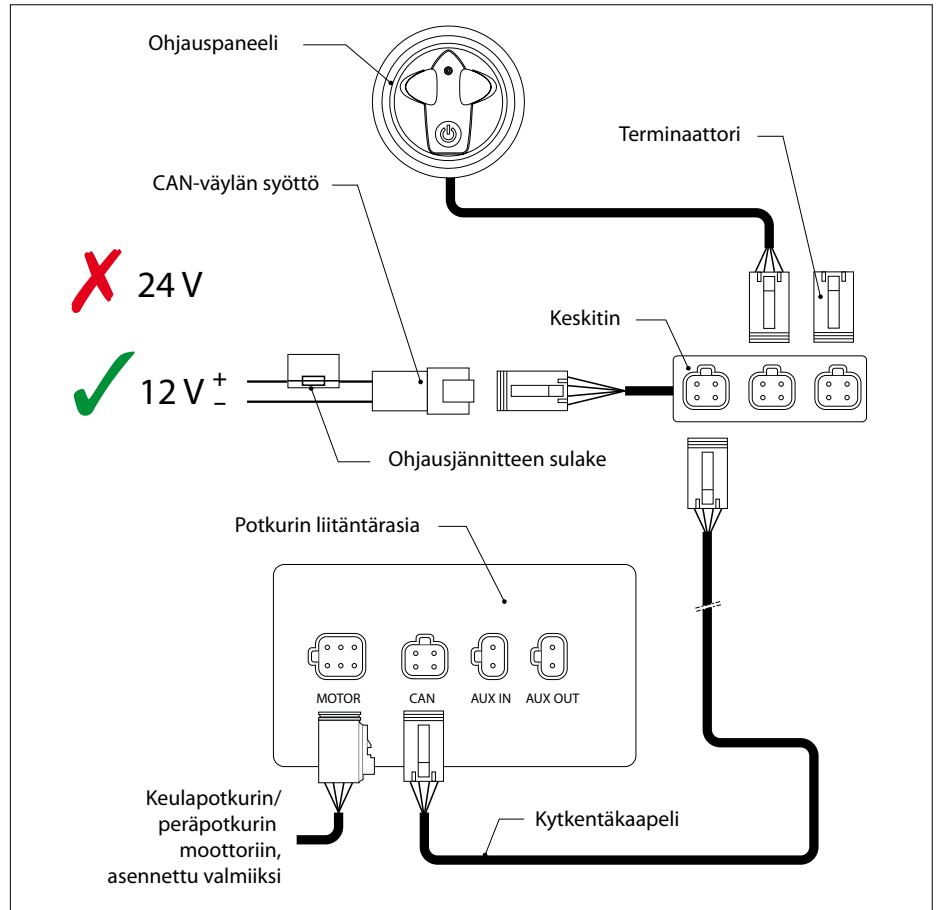 Ohjauspaneeli
Terminaattori
CAN-väylän syöttö
24 V
Keskitin
12 V + −
Ohjausjännitteen sulake
Potkurin liitäntärasia
MOTOR
CAN
AUX IN
AUX OUT
Keulapotkurin/
peräpotkurin
moottoriin,
asennettu valmiiksi
Kytkentäkaapeli